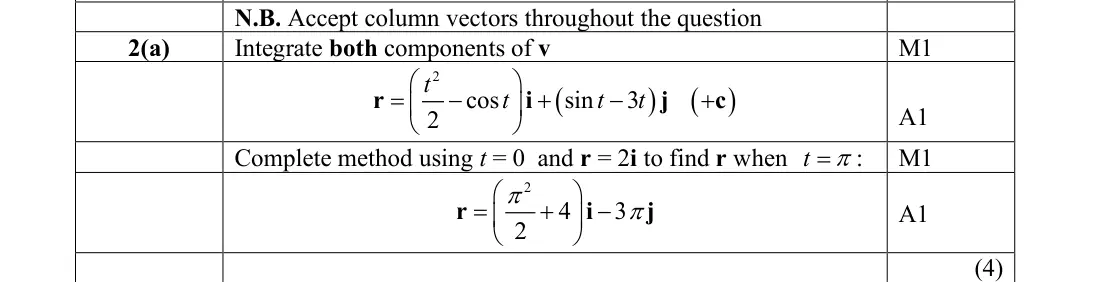 N.B. Accept column vectors throughout the question
2(a) Integrate both components of v M1
r = (t²/2 − cos t) i + (sin t − 3t) j (+c) A1
Complete method using t = 0 and r = 2i to find r when t = π : M1
r = (π²/2 + 4) i − 3π j A1
(4)